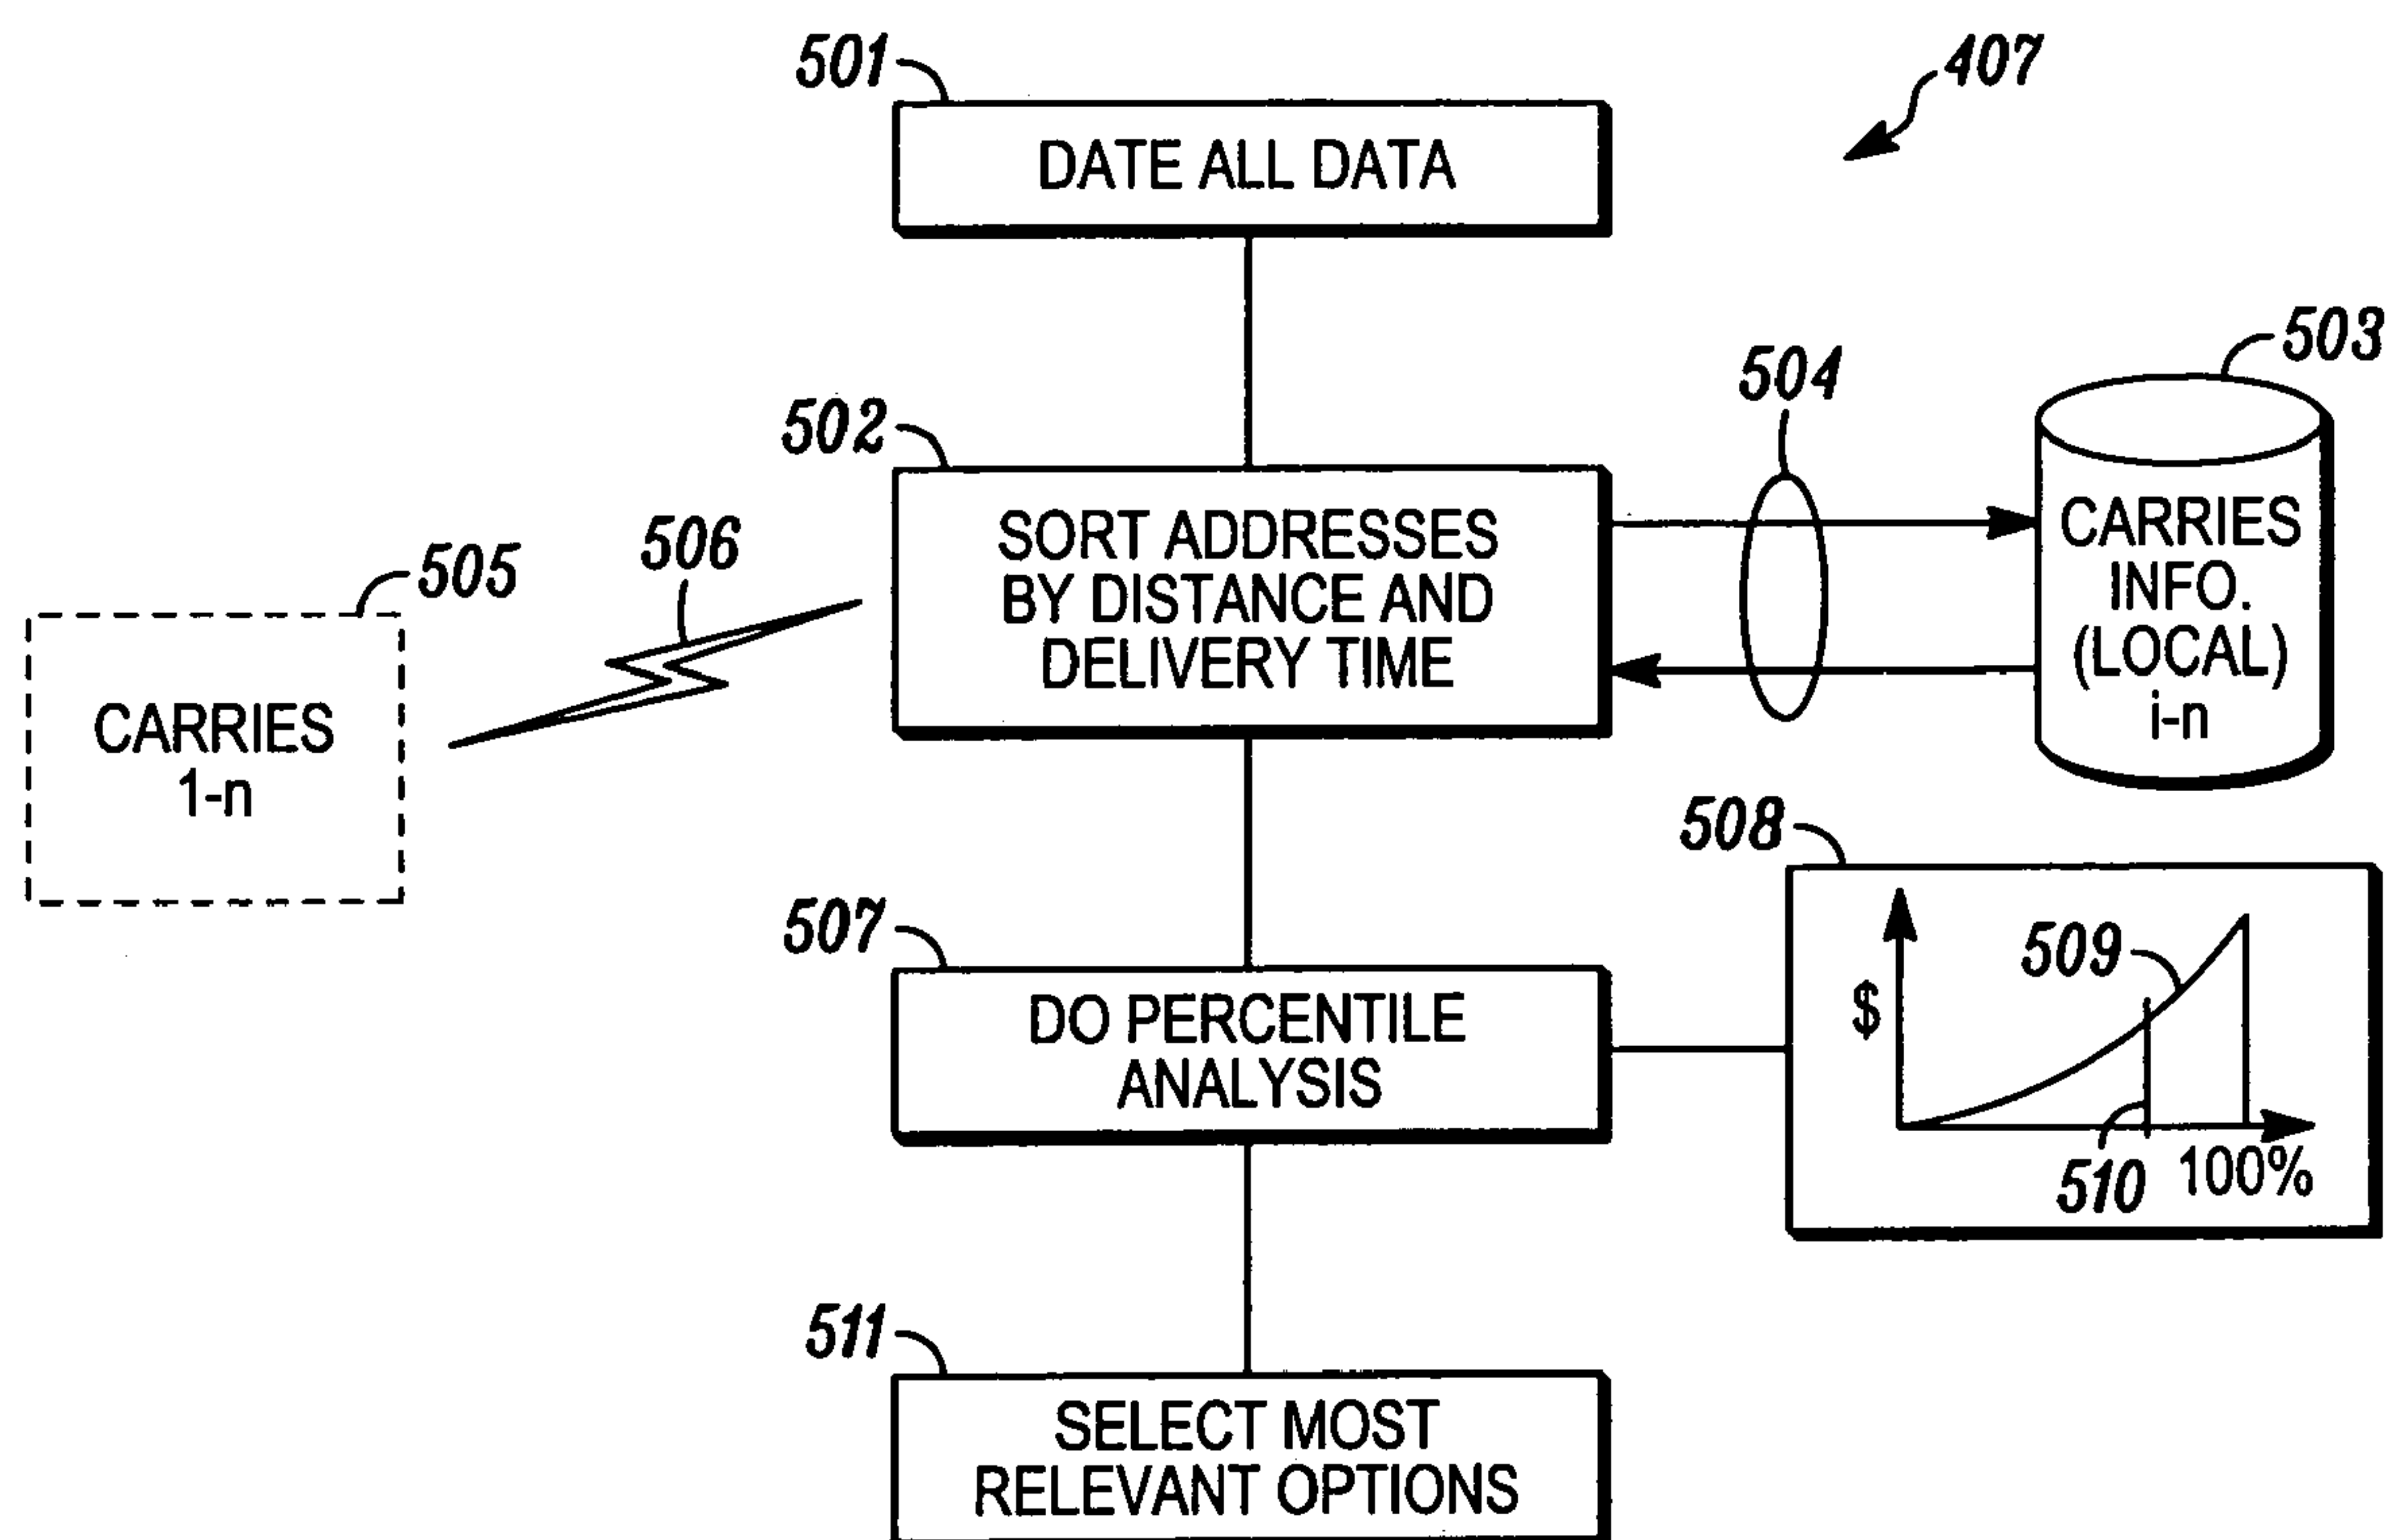 501
407
DATE ALL DATA
503
504
502
SORT ADDRESSES
BY DISTANCE AND
DELIVERY TIME
CARRIES
INFO.
(LOCAL)
i-n
506
505
CARRIES
1-n
508
507
DO PERCENTILE
ANALYSIS
509
$
510
100%
511
SELECT MOST
RELEVANT OPTIONS